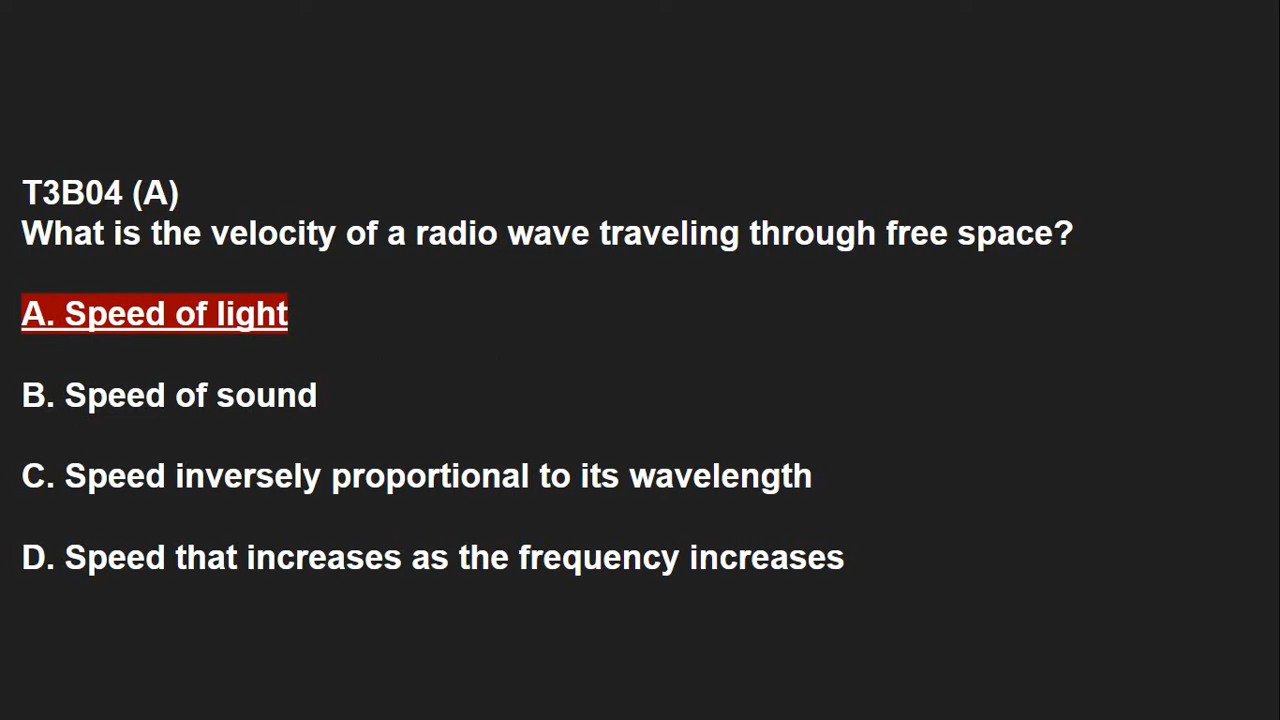 T3B04 (A)
What is the velocity of a radio wave traveling through free space?
A. Speed of light
B. Speed of sound
C. Speed inversely proportional to its wavelength
D. Speed that increases as the frequency increases